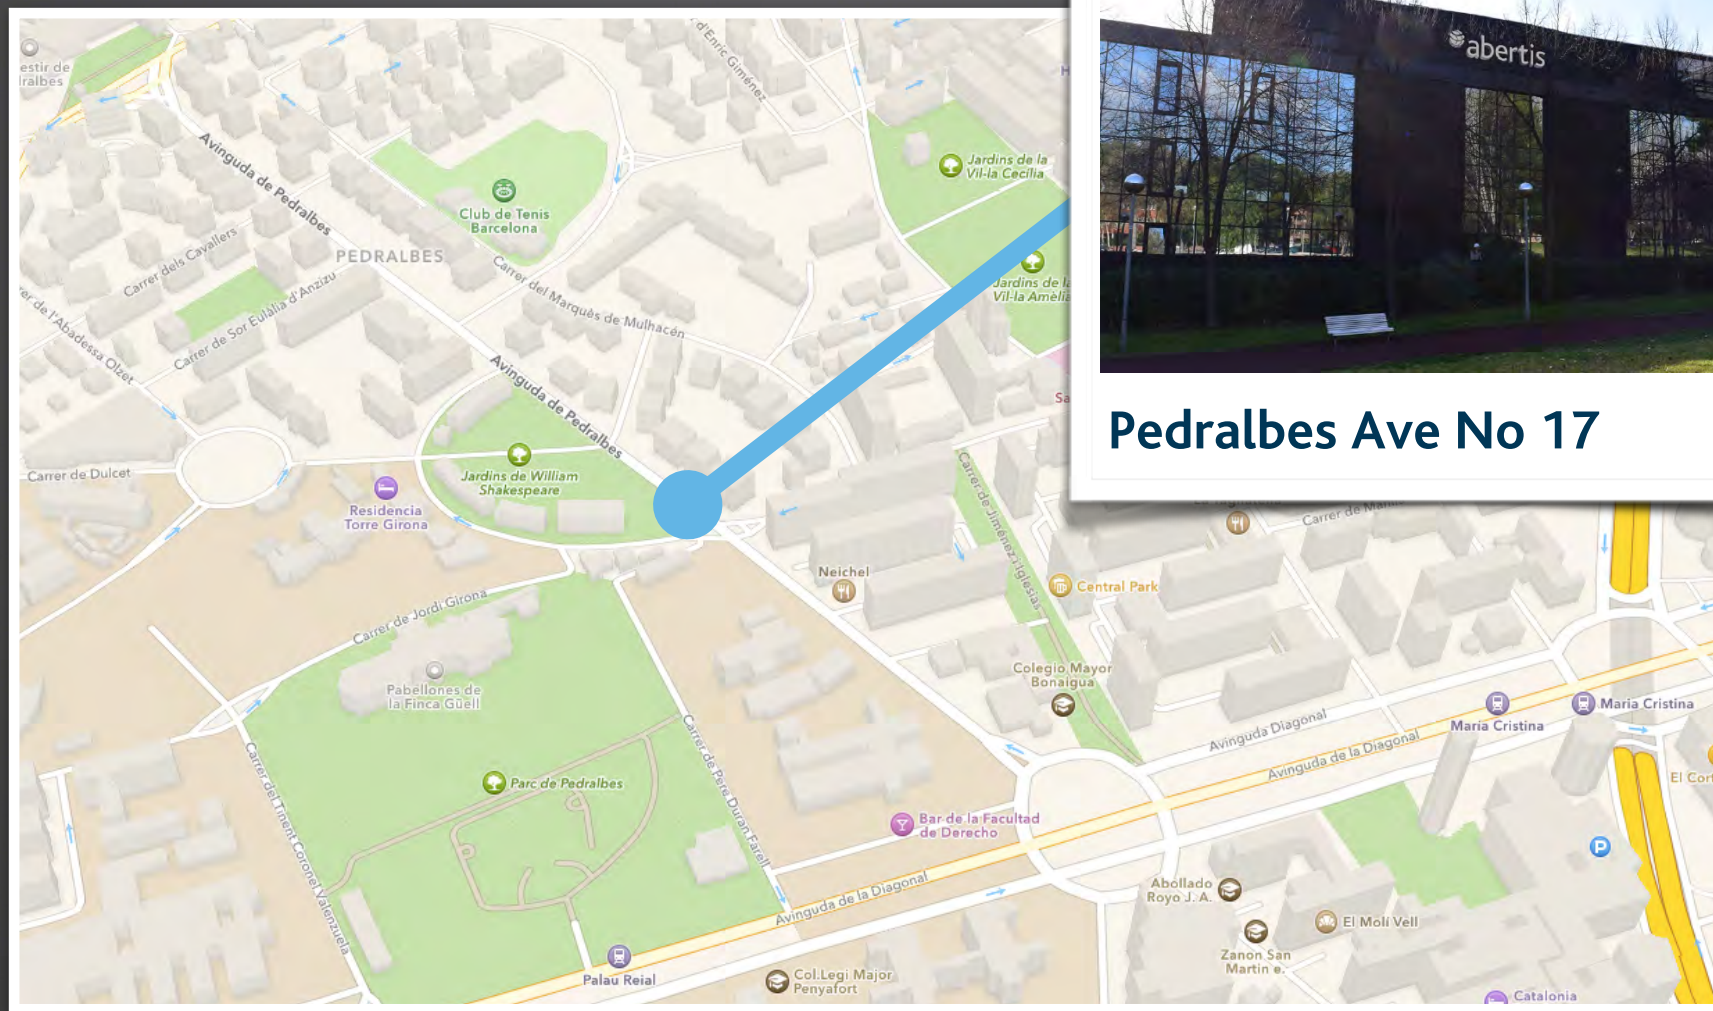 abertis
Pedralbes Ave No 17
d'Enric Giménez
Jardins de la
Vil·la Cecília
Avinguda de Pedralbes
Club de Tenis
Barcelona
PEDRALBES
Carrer dels Cavallers
Carrer de Sor Eulàlia d'Anzizu
Carrer del Marquès de Mulhacén
Jardins de la
Vil·la Amèlia
Avinguda de Pedralbes
Carrer de Dulcet
Jardins de William
Shakespeare
Residencia
Torre Girona
Carrer de Jiménez i Iglesias
Neichel
Central Park
Carrer de Jordi Girona
Pabellones de
la Finca Güell
Colegio Mayor
Bonaigua
Maria Cristina
Maria Cristina
Avinguda Diagonal
Avinguda de la Diagonal
Carrer de Pere Duran Farell
Parc de Pedralbes
Carrer del Tinent Coronel Valenzuela
Bar de la Facultad
de Derecho
P
Avinguda de la Diagonal
Abollado
Royo J. A.
El Molí Vell
Zanon San
Martin e.
Palau Reial
Col.Legi Major
Penyafort
Catalonia